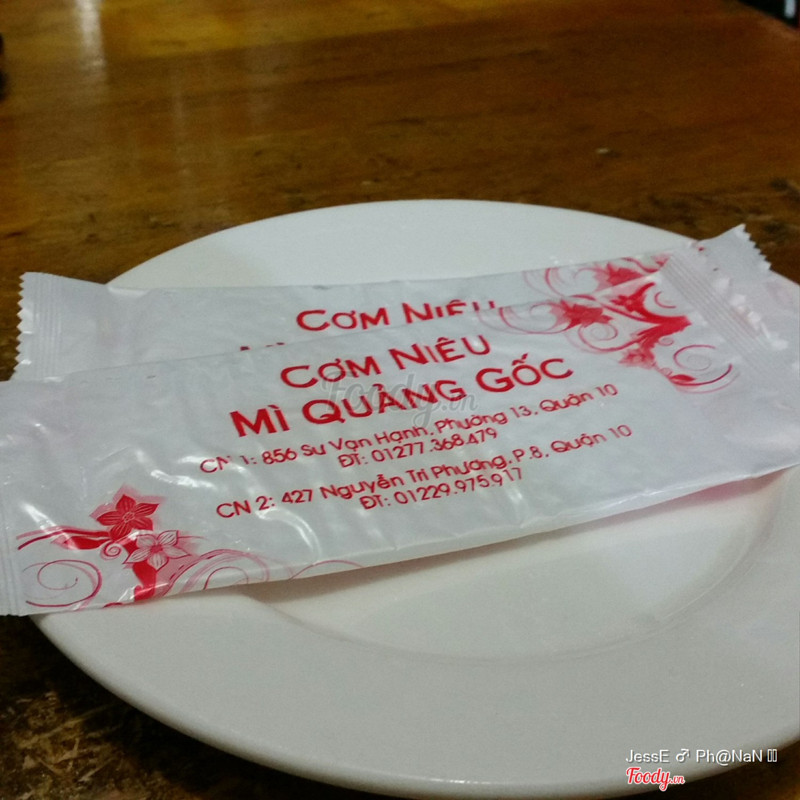 CƠM NIÊU
CƠM NIÊU
MÌ QUẢNG GỐC
CN 1: 856 Sư Vạn Hạnh, Phường 13, Quận 10
ĐT: 01277.368.479
CN 2: 427 Nguyễn Tri Phương, P.8, Quận 10
ĐT: 01229.975.917
Foody.vn
JessE ♂ Ph@NaN
Foody.vn